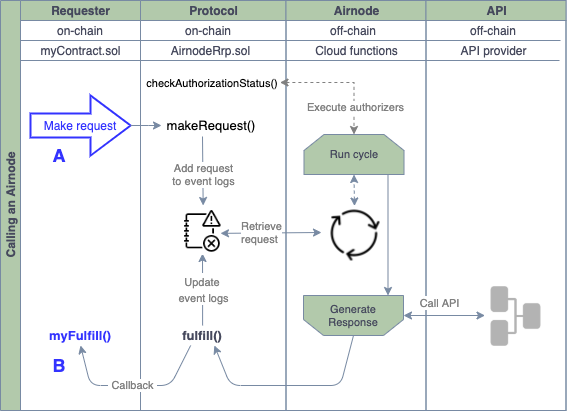 Requester
Protocol
Airnode
API
on-chain
on-chain
off-chain
off-chain
myContract.sol
AirnodeRrp.sol
Cloud functions
API provider
Calling an Airnode
checkAuthorizationStatus()
Execute authorizers
Make request
makeRequest()
A
Run cycle
Add request
to event logs
Retrieve
request
Update
event logs
Generate
Response
Call API
myFulfill()
fulfill()
B
Callback